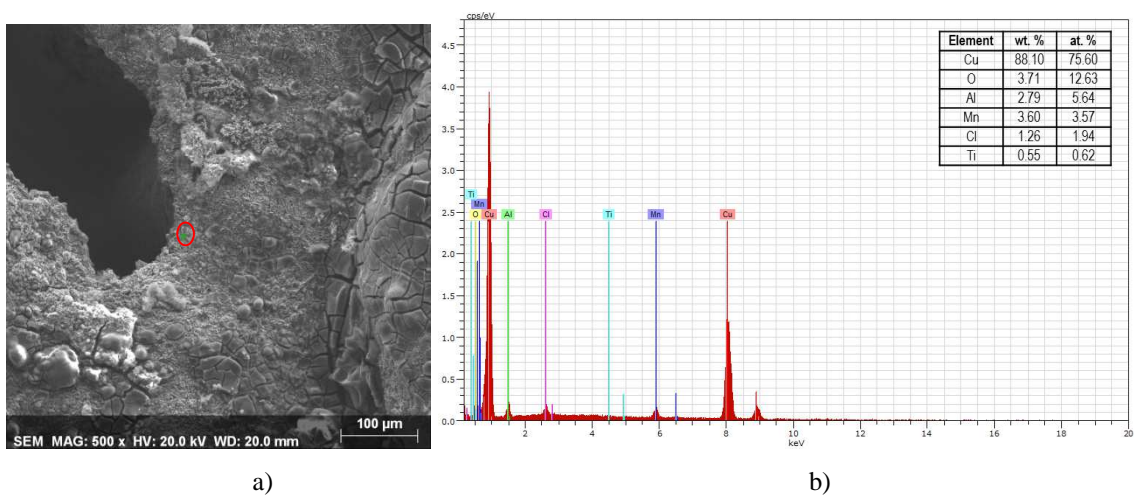 cps/eV
Element wt. % at. %
Cu 88.10 75.60
O 3.71 12.63
Al 2.79 5.64
Mn 3.60 3.57
Cl 1.26 1.94
Ti 0.55 0.62
4.5
4.0
3.5
3.0
2.5
2.0
1.5
1.0
0.5
0.0
Ti
Mn
O Cu Al Cl Ti Mn Cu
2 4 6 8 10 12 14 16 18 20
keV
SEM MAG: 500 x HV: 20.0 kV WD: 20.0 mm
100 µm
a) b)